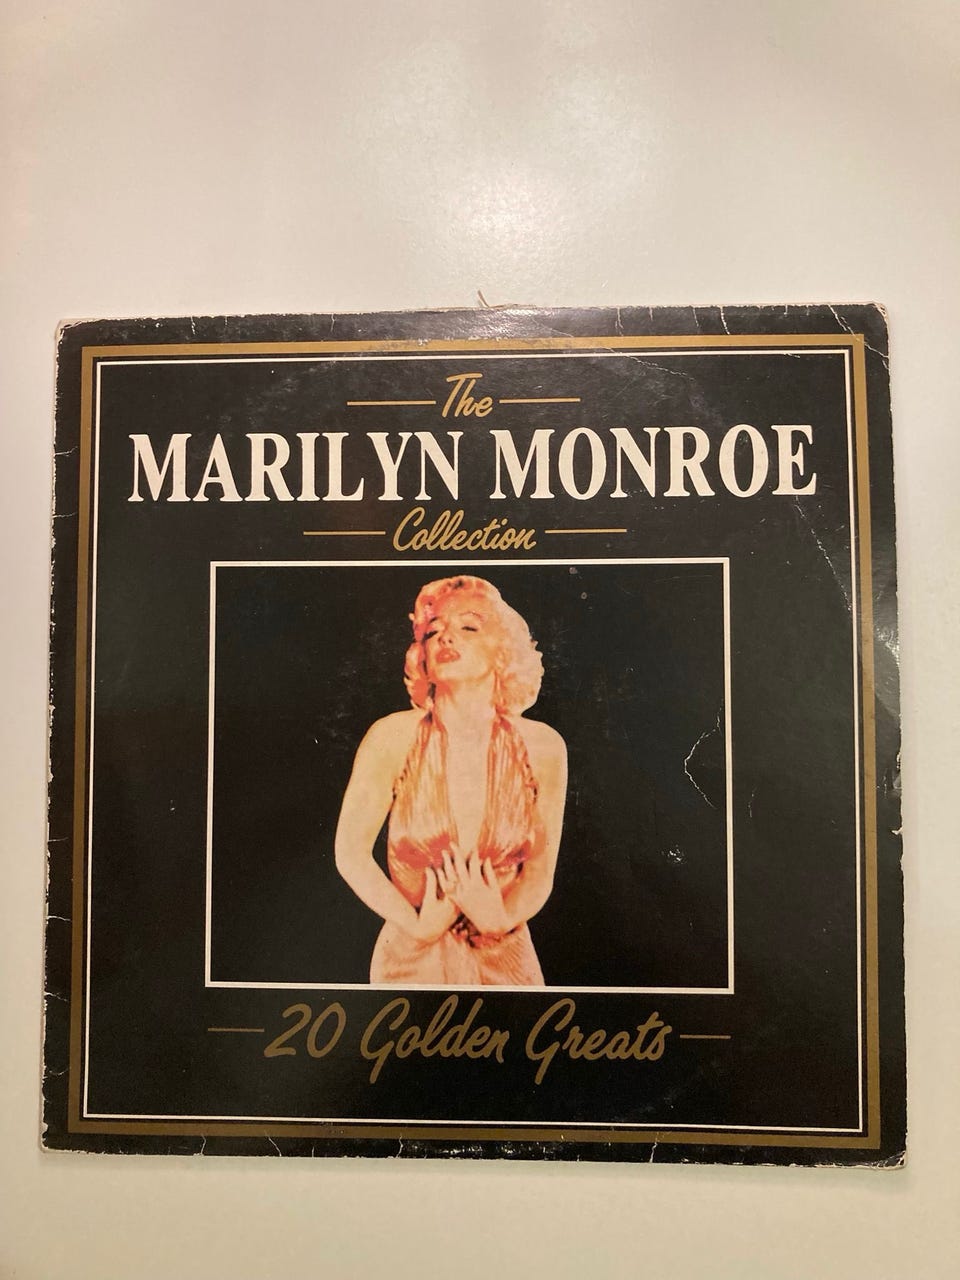 The
MARILYN MONROE
Collection
20 Golden Greats